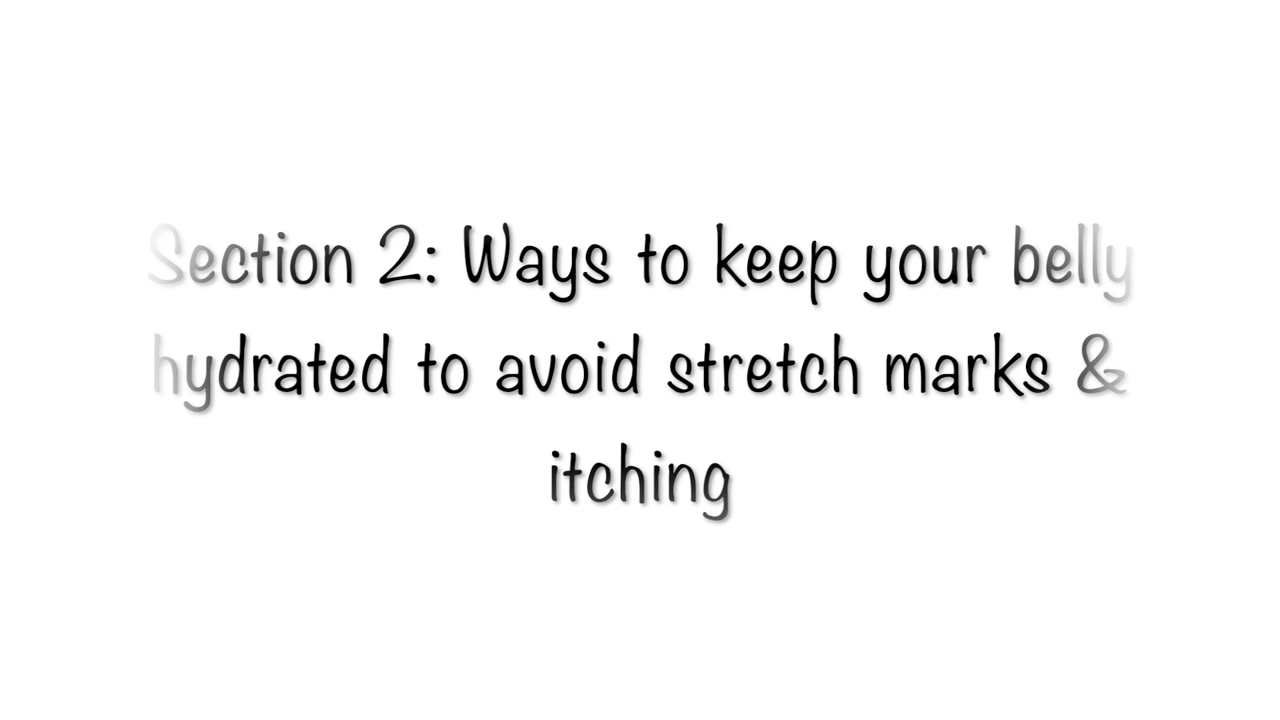 Section 2: Ways to keep your belly
hydrated to avoid stretch marks &
itching